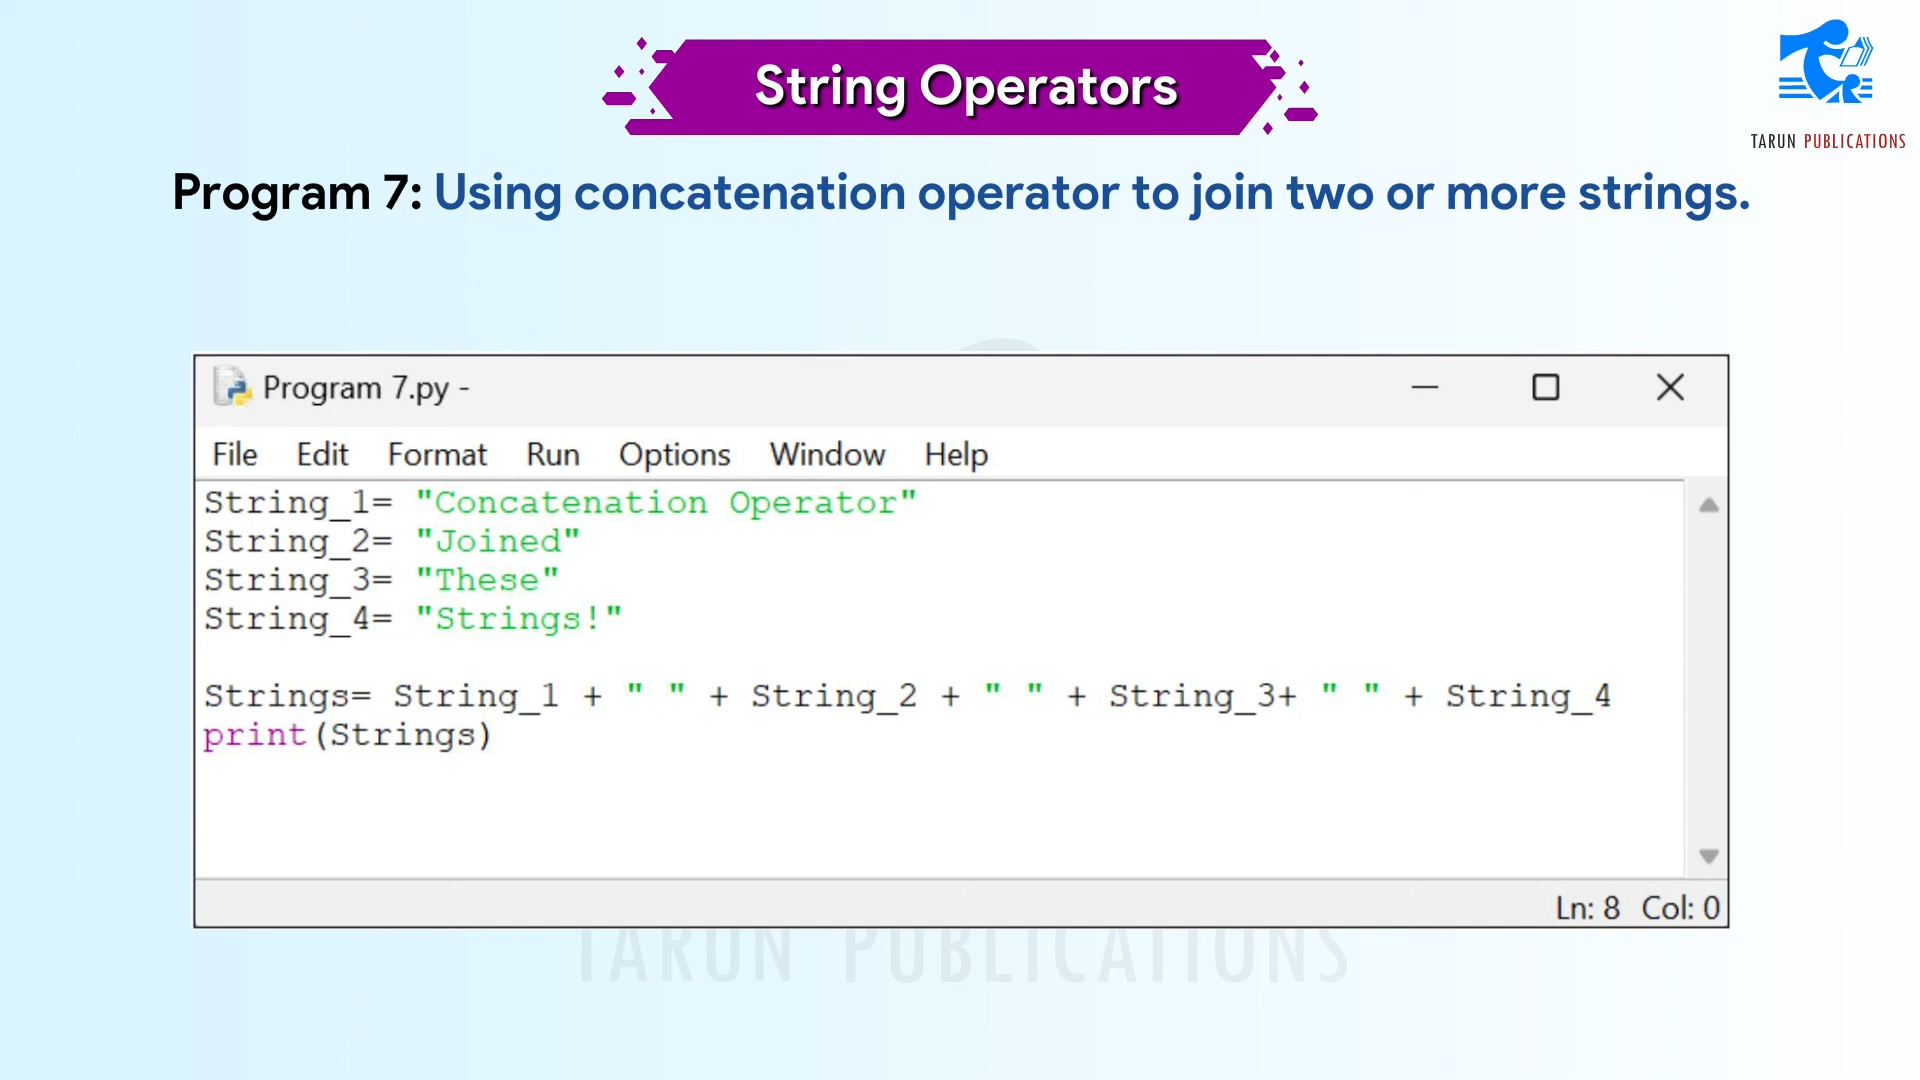 String Operators
TARUN PUBLICATIONS
Program 7: Using concatenation operator to join two or more strings.
Program 7.py -
File Edit Format Run Options Window Help
String_1= "Concatenation Operator"
String_2= "Joined"
String_3= "These"
String_4= "Strings!"
Strings= String_1 + " " + String_2 + " " + String_3+ " " + String_4
print(Strings)
Ln: 8 Col: 0
TARUN PUBLICATIONS